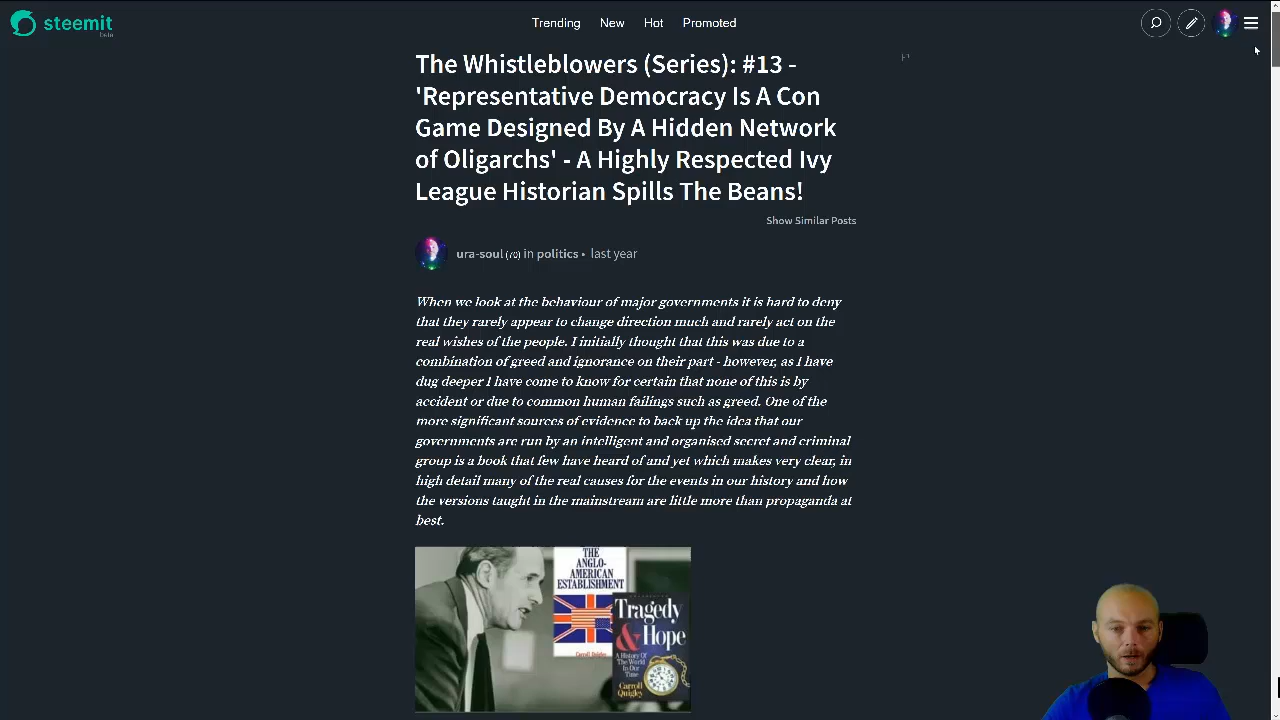 steemit
beta
Trending New Hot Promoted
The Whistleblowers (Series): #13 -
'Representative Democracy Is A Con
Game Designed By A Hidden Network
of Oligarchs' - A Highly Respected Ivy
League Historian Spills The Beans!
Show Similar Posts
ura-soul (70) in politics • last year
When we look at the behaviour of major governments it is hard to deny
that they rarely appear to change direction much and rarely act on the
real wishes of the people. I initially thought that this was due to a
combination of greed and ignorance on their part - however, as I have
dug deeper I have come to know for certain that none of this is by
accident or due to common human failings such as greed. One of the
more significant sources of evidence to back up the idea that our
governments are run by an intelligent and organised secret and criminal
group is a book that few have heard of and yet which makes very clear, in
high detail many of the real causes for the events in our history and how
the versions taught in the mainstream are little more than propaganda at
best.
THE
ANGLO-
AMERICAN
ESTABLISHMENT
Carroll Quigley
Tragedy
& Hope
A History Of
The World
In Our
Time
Carroll
Quigley